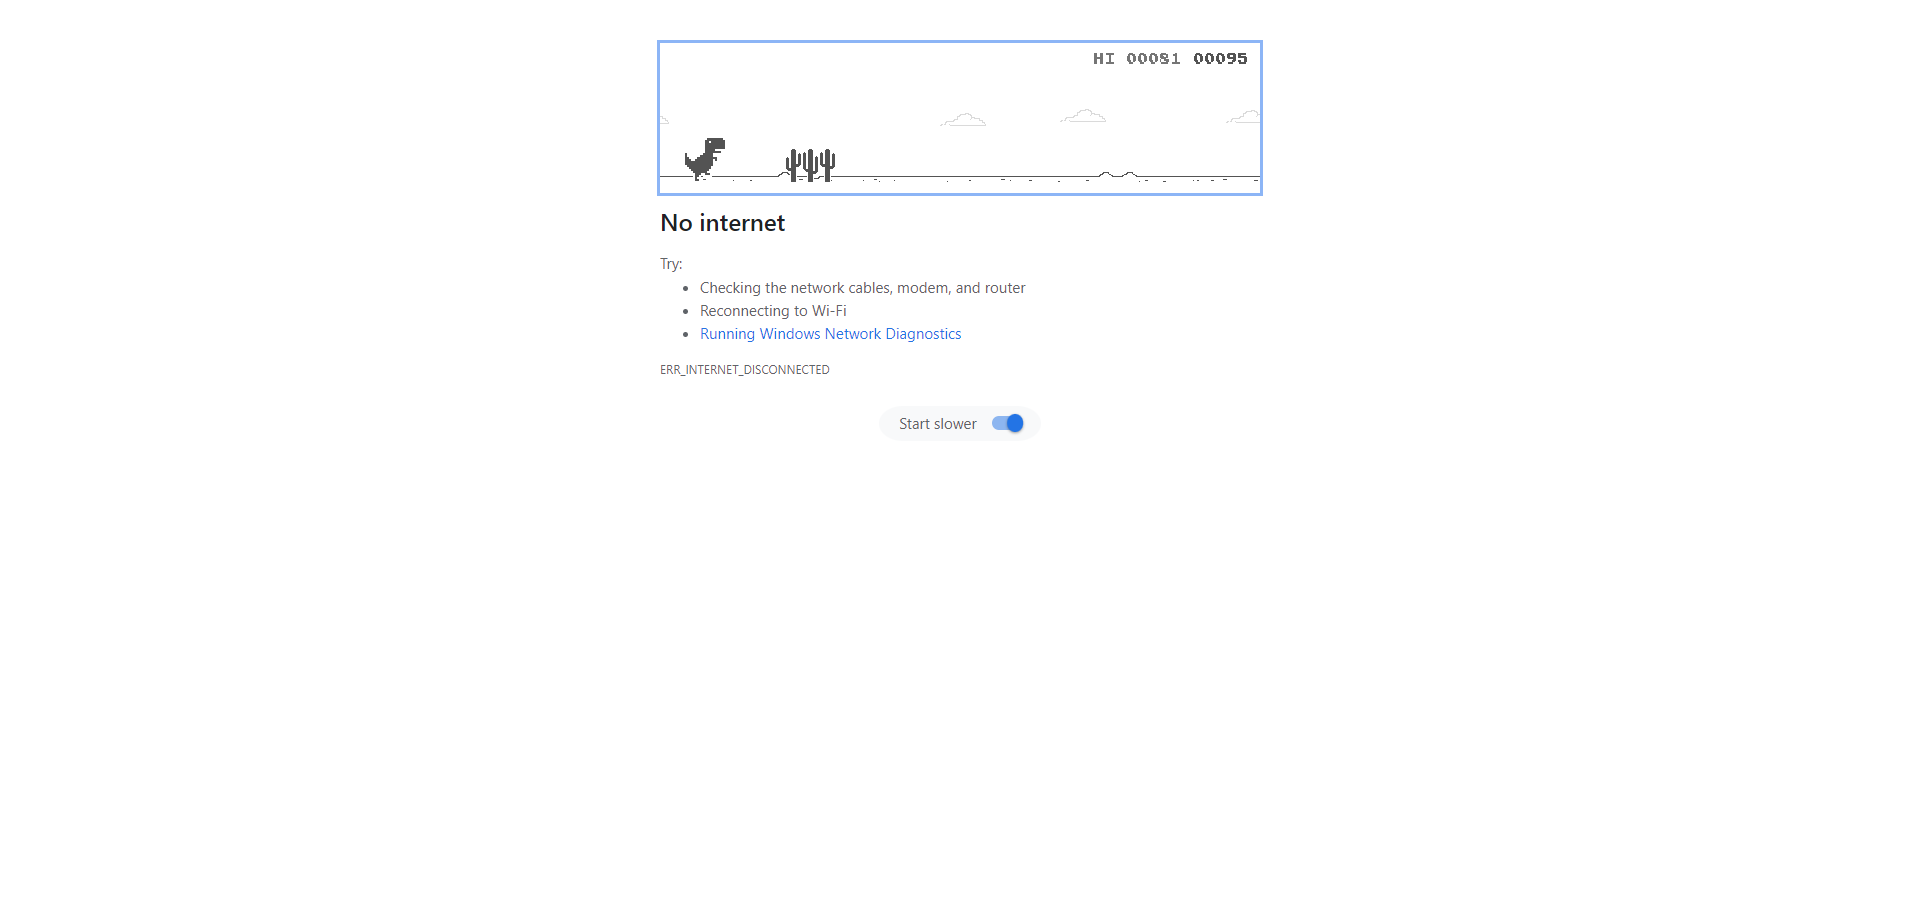 HI 00081 00095
No internet
Try:
Checking the network cables, modem, and router
Reconnecting to Wi-Fi
Running Windows Network Diagnostics
ERR_INTERNET_DISCONNECTED
Start slower